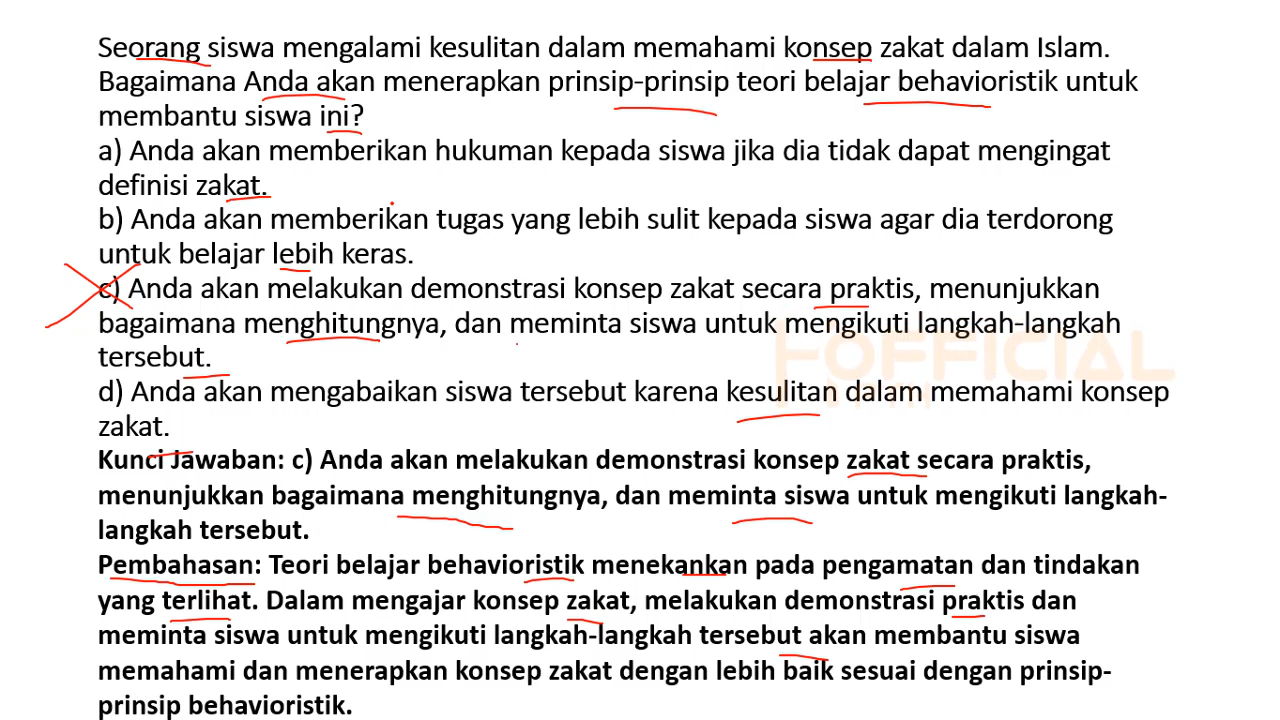 Seorang siswa mengalami kesulitan dalam memahami konsep zakat dalam Islam.
Bagaimana Anda akan menerapkan prinsip-prinsip teori belajar behavioristik untuk
membantu siswa ini?
a) Anda akan memberikan hukuman kepada siswa jika dia tidak dapat mengingat
definisi zakat.
b) Anda akan memberikan tugas yang lebih sulit kepada siswa agar dia terdorong
untuk belajar lebih keras.
c) Anda akan melakukan demonstrasi konsep zakat secara praktis, menunjukkan
bagaimana menghitungnya, dan meminta siswa untuk mengikuti langkah-langkah
tersebut.
d) Anda akan mengabaikan siswa tersebut karena kesulitan dalam memahami konsep
zakat.
Kunci Jawaban: c) Anda akan melakukan demonstrasi konsep zakat secara praktis,
menunjukkan bagaimana menghitungnya, dan meminta siswa untuk mengikuti langkah-
langkah tersebut.
Pembahasan: Teori belajar behavioristik menekankan pada pengamatan dan tindakan
yang terlihat. Dalam mengajar konsep zakat, melakukan demonstrasi praktis dan
meminta siswa untuk mengikuti langkah-langkah tersebut akan membantu siswa
memahami dan menerapkan konsep zakat dengan lebih baik sesuai dengan prinsip-
prinsip behavioristik.
OFFICIAL